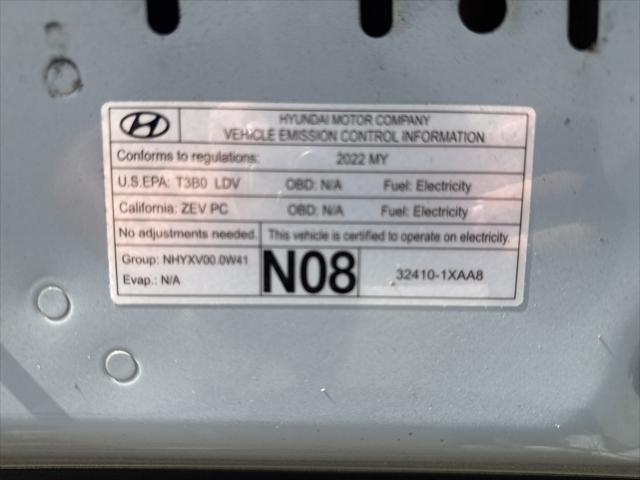 HYUNDAI MOTOR COMPANY
VEHICLE EMISSION CONTROL INFORMATION
Conforms to regulations: 2022 MY
U.S.EPA: T3B0 LDV OBD: N/A Fuel: Electricity
California: ZEV PC OBD: N/A Fuel: Electricity
No adjustments needed. This vehicle is certified to operate on electricity.
Group: NHYXV00.0W41
Evap.: N/A
N08
32410-1XAA8